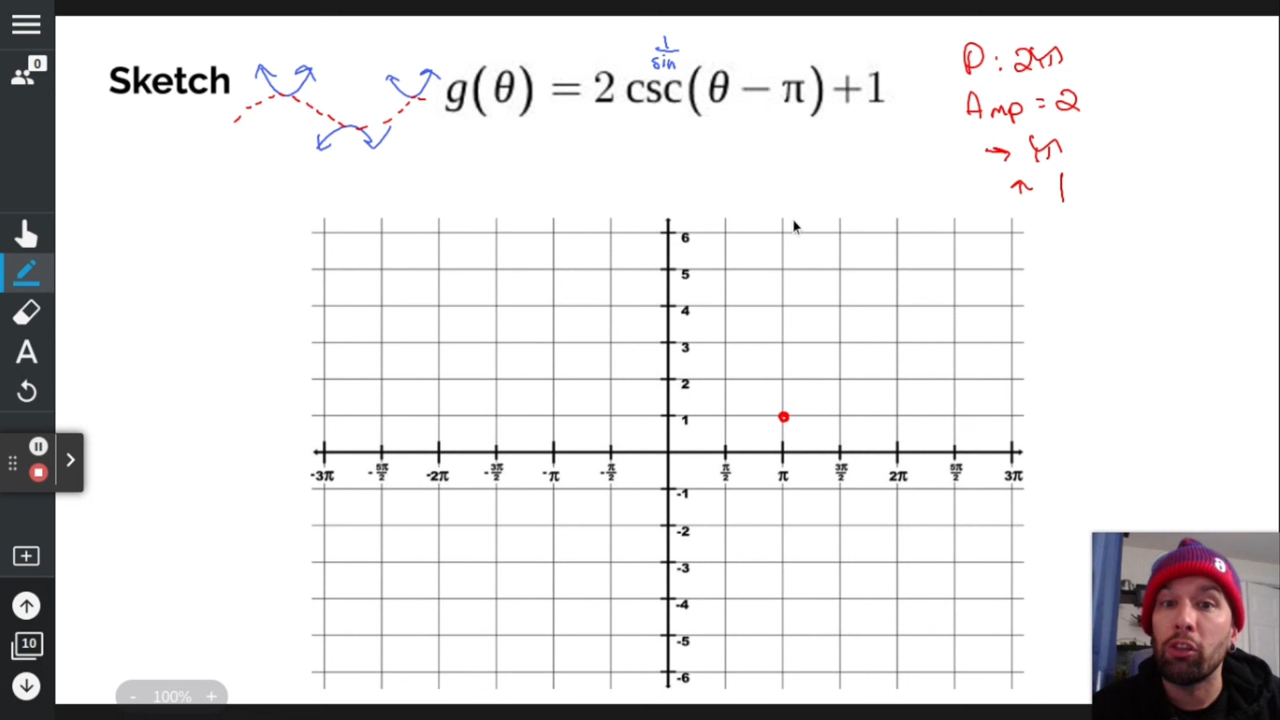 0
Sketch g(θ) = 2 csc(θ − π) +1
1/sin
P: 2π
Amp = 2
→ π
↑ 1
6
5
4
3
2
1
-3π -5π/2 -2π -3π/2 -π -π/2 π/2 π 3π/2 2π 5π/2 3π
-1
-2
-3
-4
-5
-6
A
10
- 100% +